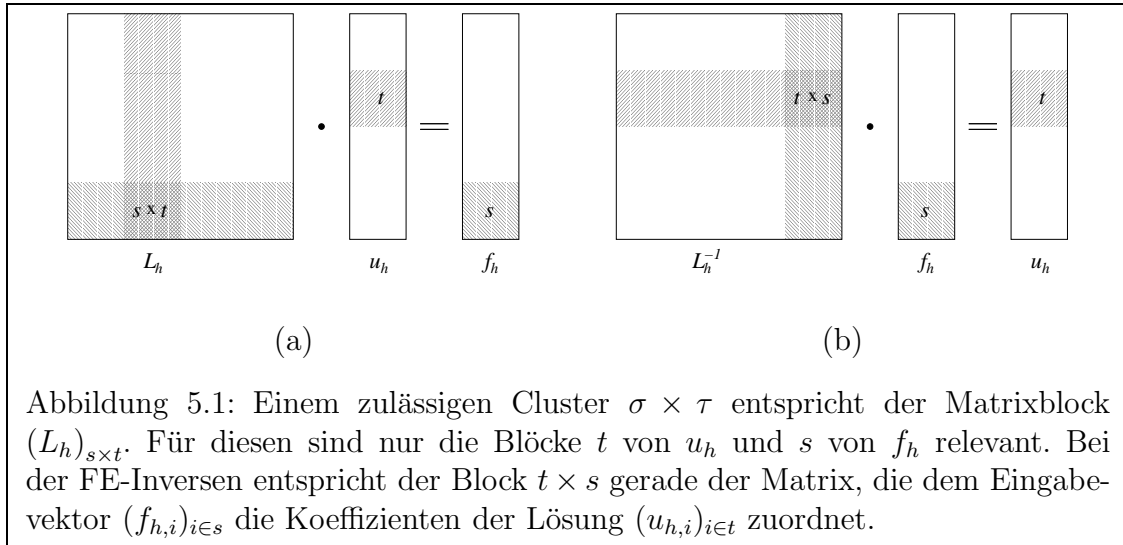 t
t x s
t
s x t
s
s
L_h
u_h
f_h
L_h^{-1}
f_h
u_h
(a)
(b)
Abbildung 5.1: Einem zulässigen Cluster σ × τ entspricht der Matrixblock
(L_h)_{s×t}. Für diesen sind nur die Blöcke t von u_h und s von f_h relevant. Bei
der FE-Inversen entspricht der Block t × s gerade der Matrix, die dem Eingabe-
vektor (f_{h,i})_{i∈s} die Koeffizienten der Lösung (u_{h,i})_{i∈t} zuordnet.